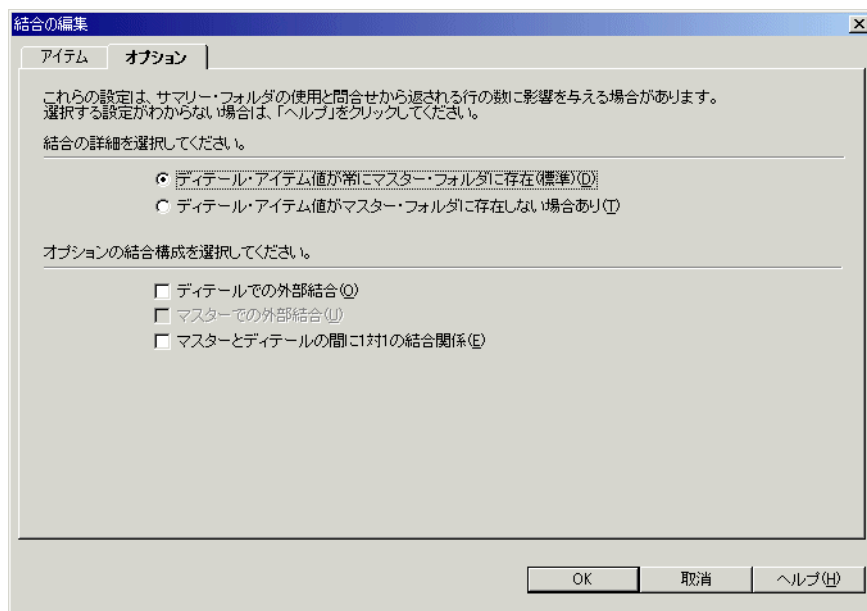 結合の編集
アイテム オプション
これらの設定は、サマリー・フォルダの使用と問合せから返される行の数に影響を与える場合があります。
選択する設定がわからない場合は、「ヘルプ」をクリックしてください。
結合の詳細を選択してください。
ディテール・アイテム値が常にマスター・フォルダに存在(標準)(D)
ディテール・アイテム値がマスター・フォルダに存在しない場合あり(T)
オプションの結合構成を選択してください。
ディテールでの外部結合(O)
マスターでの外部結合(U)
マスターとディテールの間に1対1の結合関係(E)
OK 取消 ヘルプ(H)